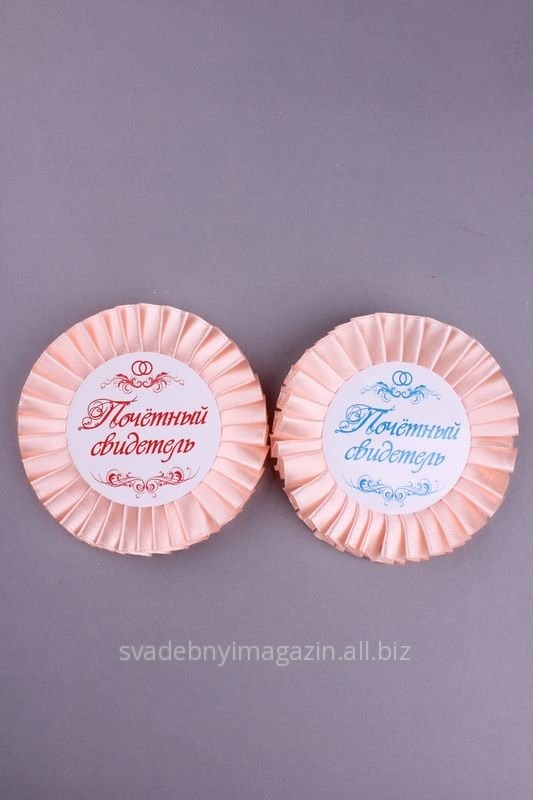 Почётный
свидетель
Почётный
свидетель
svadebnyimagazin.all.biz